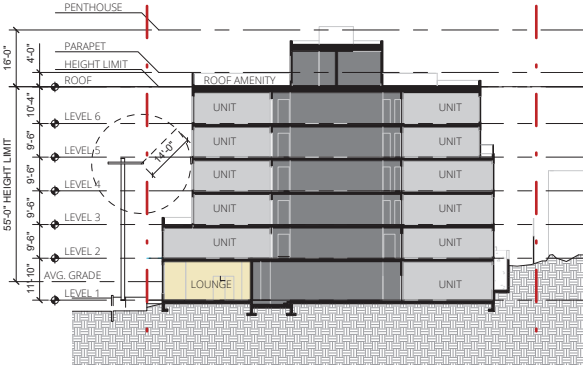 PENTHOUSE
16'-0"
PARAPET
4'-0"
HEIGHT LIMIT
ROOF
ROOF AMENITY
10'-4"
UNIT
UNIT
LEVEL 6
9'-6"
UNIT
UNIT
LEVEL 5
14'-0"
9'-6"
UNIT
UNIT
LEVEL 4
55'-0" HEIGHT LIMIT
9'-6"
UNIT
UNIT
LEVEL 3
9'-6"
UNIT
UNIT
LEVEL 2
AVG. GRADE
11'-10"
LOUNGE
UNIT
LEVEL 1